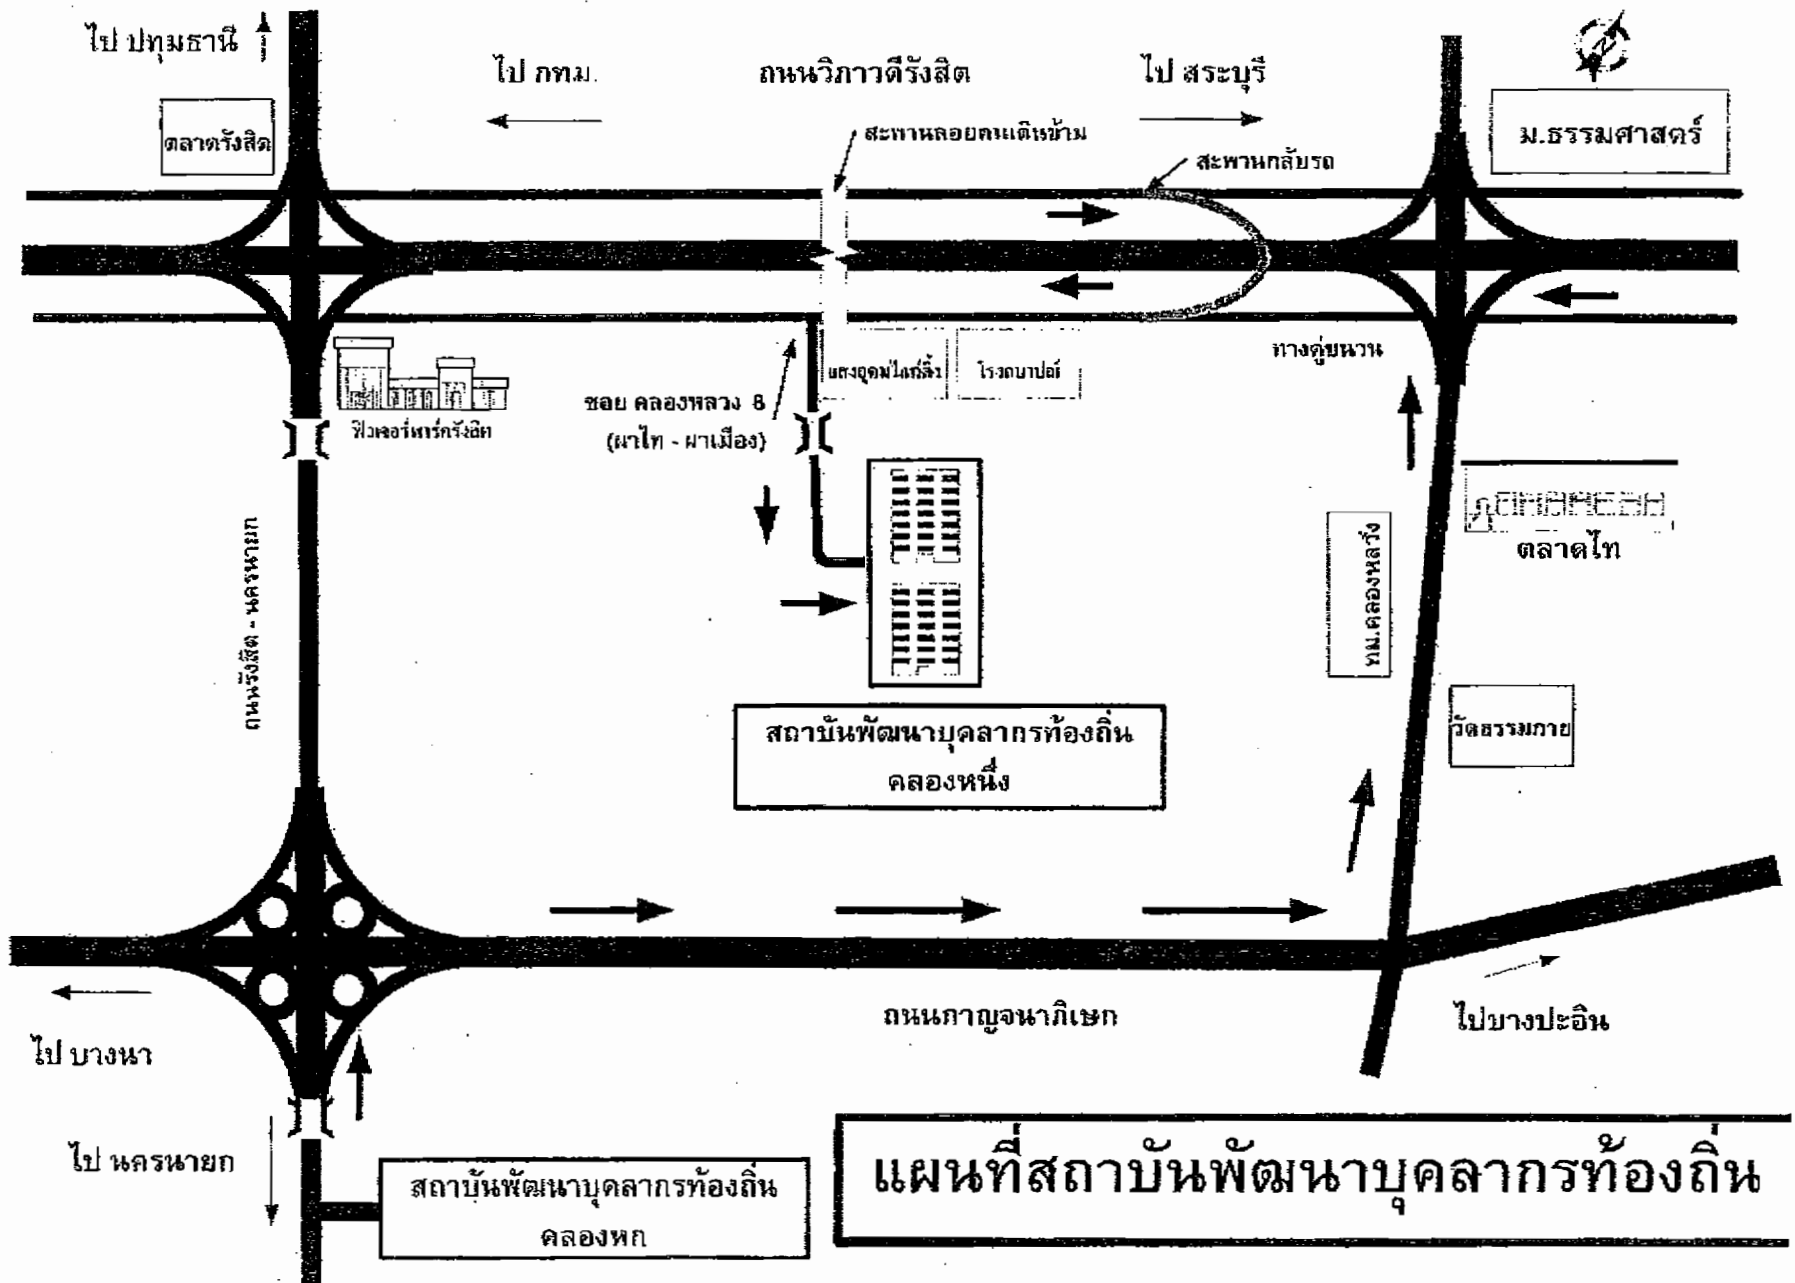 ไป ปทุมธานี
ไป กทม.
ถนนวิภาวดีรังสิต
ไป สระบุรี
ตลาดรังสิต
สะพานลอยคนเดินข้าม
สะพานกลับรถ
ม.ธรรมศาสตร์
ทางคู่ขนาน
ฟิวเจอร์พาร์ครังสิต
ซอย คลองหลวง 8
(ผาไท - ผาเมือง)
ถนนรังสิต - นครนายก
ทม.คลองหลวง
ตลาดไท
วัดธรรมกาย
สถาบันพัฒนาบุคลากรท้องถิ่น
คลองหนึ่ง
ถนนกาญจนาภิเษก
ไปบางปะอิน
ไป บางนา
ไป นครนายก
สถาบันพัฒนาบุคลากรท้องถิ่น
คลองหก
แผนที่สถาบันพัฒนาบุคลากรท้องถิ่น